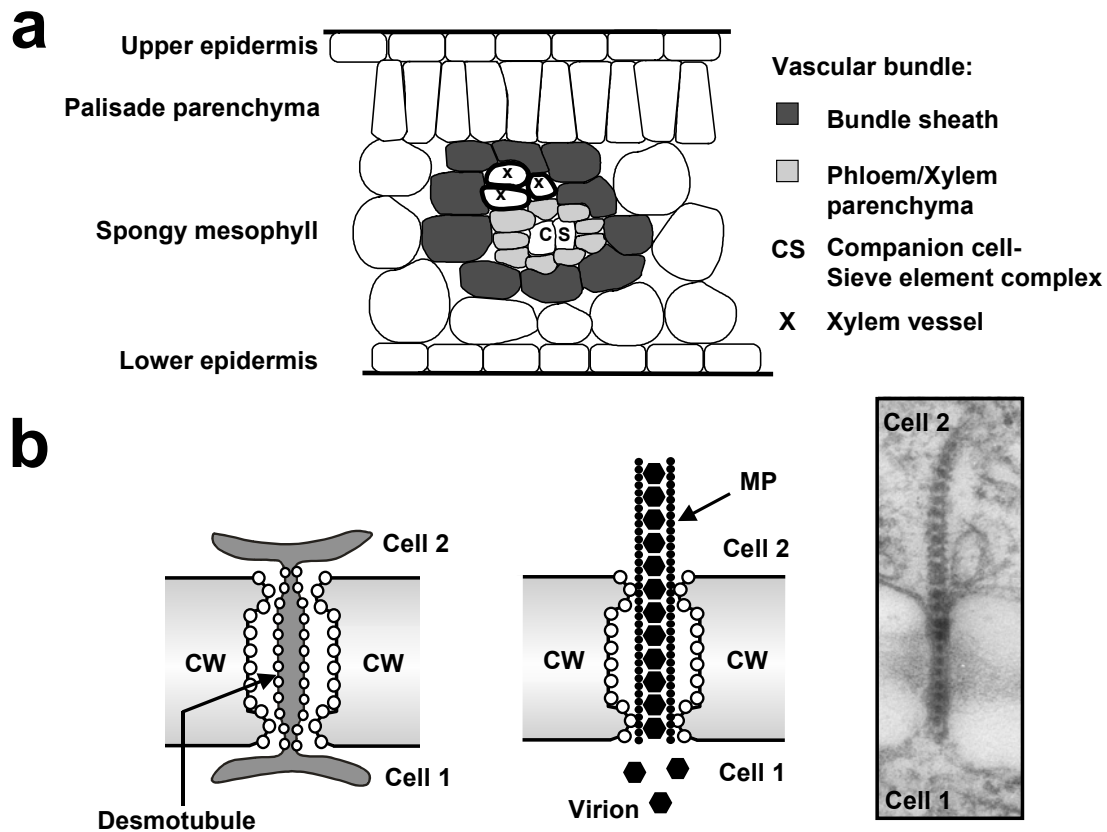 a
Upper epidermis
Palisade parenchyma
Spongy mesophyll
Lower epidermis
X
X
X
C S
Vascular bundle:
Bundle sheath
Phloem/Xylem
parenchyma
CS Companion cell-
Sieve element complex
X Xylem vessel
b
Cell 2
CW
CW
Cell 1
Desmotubule
MP
Cell 2
CW
CW
Cell 1
Virion
Cell 2
Cell 1